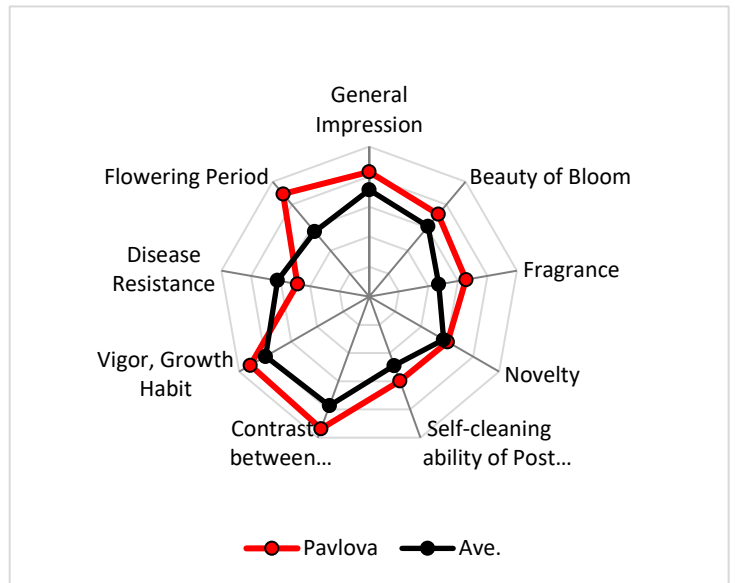 General
Impression
Flowering Period
Beauty of Bloom
Disease
Resistance
Fragrance
Vigor, Growth
Habit
Novelty
Contrast
between...
Self-cleaning
ability of Post...
Pavlova
Ave.